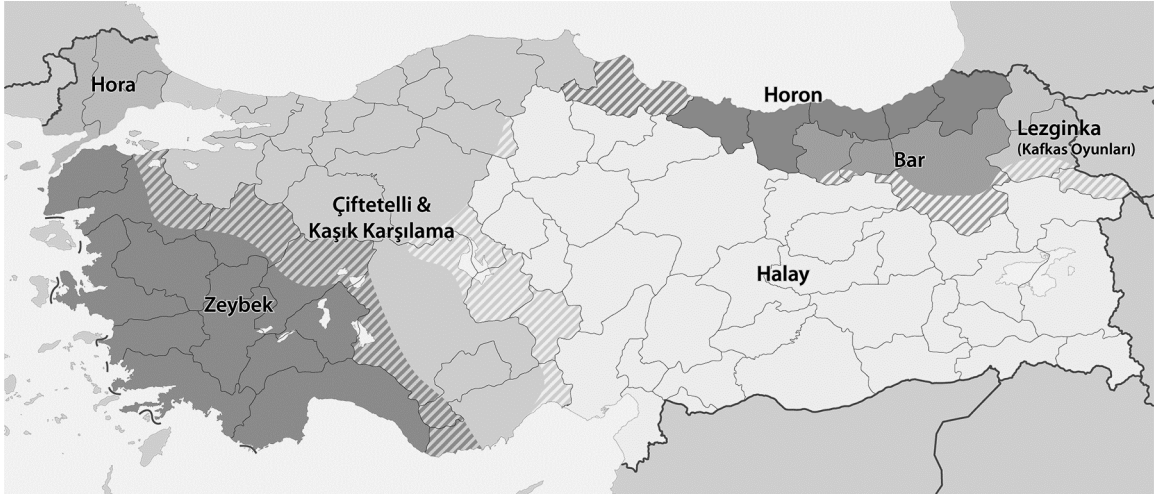 Hora
Horon
Lezginka
(Kafkas Oyunları)
Bar
Çiftetelli &
Kaşık Karşılama
Halay
Zeybek